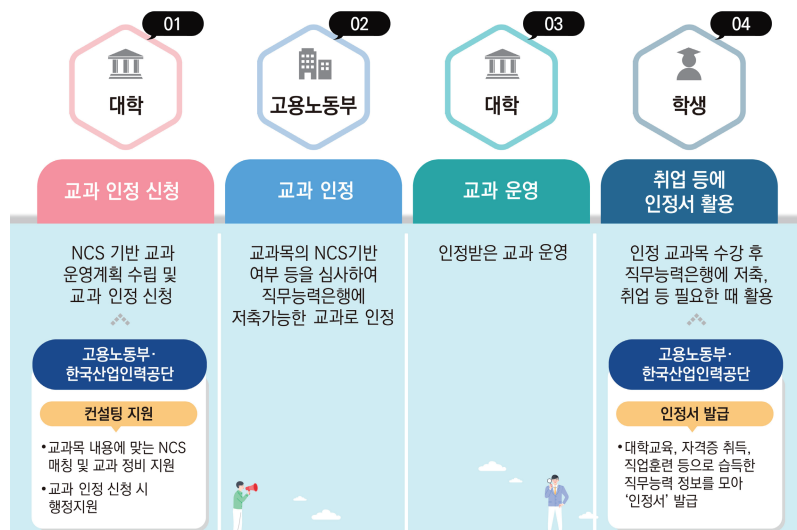 01
대학
교과 인정 신청
NCS 기반 교과
운영계획 수립 및
교과 인정 신청
고용노동부·
한국산업인력공단
컨설팅 지원
•교과목 내용에 맞는 NCS
매칭 및 교과 정비 지원
•교과 인정 신청 시
행정지원
02
고용노동부
교과 인정
교과목의 NCS기반
여부 등을 심사하여
직무능력은행에
저축가능한 교과로 인정
03
대학
교과 운영
인정받은 교과 운영
04
학생
취업 등에
인정서 활용
인정 교과목 수강 후
직무능력은행에 저축,
취업 등 필요한 때 활용
고용노동부·
한국산업인력공단
인정서 발급
•대학교육, 자격증 취득,
직업훈련 등으로 습득한
직무능력 정보를 모아
‘인정서’ 발급